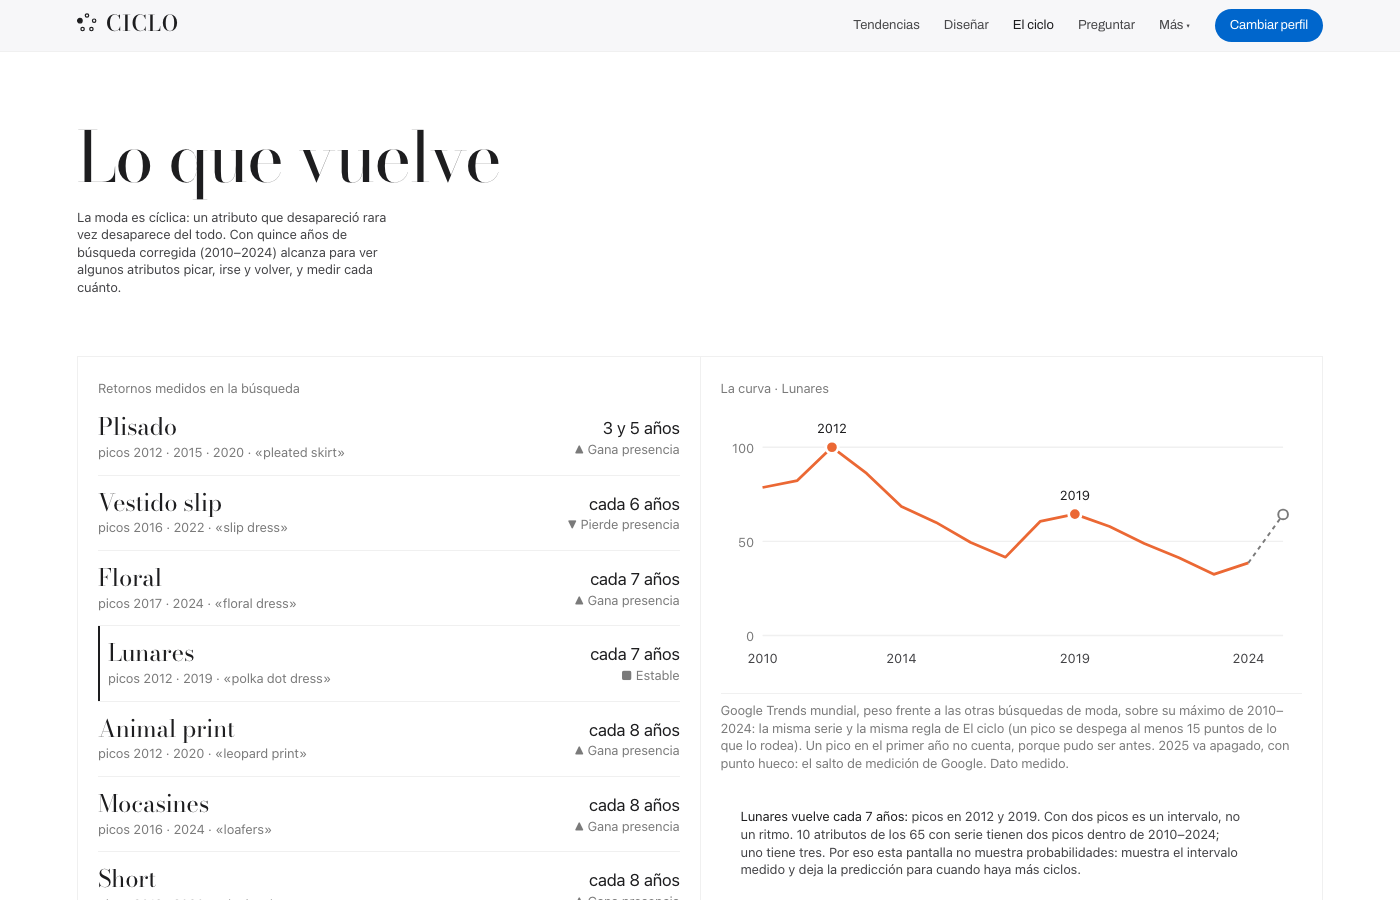 CICLO
Tendencias
Diseñar
El ciclo
Preguntar
Más
Cambiar perfil
Lo que vuelve
La moda es cíclica: un atributo que desapareció rara
vez desaparece del todo. Con quince años de
búsqueda corregida (2010–2024) alcanza para ver
algunos atributos picar, irse y volver, y medir cada
cuánto.
Retornos medidos en la búsqueda
Plisado
3 y 5 años
picos 2012 · 2015 · 2020 · «pleated skirt»
▲ Gana presencia
Vestido slip
cada 6 años
picos 2016 · 2022 · «slip dress»
▼ Pierde presencia
Floral
cada 7 años
picos 2017 · 2024 · «floral dress»
▲ Gana presencia
Lunares
cada 7 años
picos 2012 · 2019 · «polka dot dress»
■ Estable
Animal print
cada 8 años
picos 2012 · 2020 · «leopard print»
▲ Gana presencia
Mocasines
cada 8 años
picos 2016 · 2024 · «loafers»
▲ Gana presencia
Short
cada 8 años
La curva · Lunares
2012
100
2019
50
0
2010
2014
2019
2024
Google Trends mundial, peso frente a las otras búsquedas de moda, sobre su máximo de 2010–
2024: la misma serie y la misma regla de El ciclo (un pico se despega al menos 15 puntos de lo
que lo rodea). Un pico en el primer año no cuenta, porque pudo ser antes. 2025 va apagado, con
punto hueco: el salto de medición de Google. Dato medido.
Lunares vuelve cada 7 años: picos en 2012 y 2019. Con dos picos es un intervalo, no
un ritmo. 10 atributos de los 65 con serie tienen dos picos dentro de 2010–2024;
uno tiene tres. Por eso esta pantalla no muestra probabilidades: muestra el intervalo
medido y deja la predicción para cuando haya más ciclos.